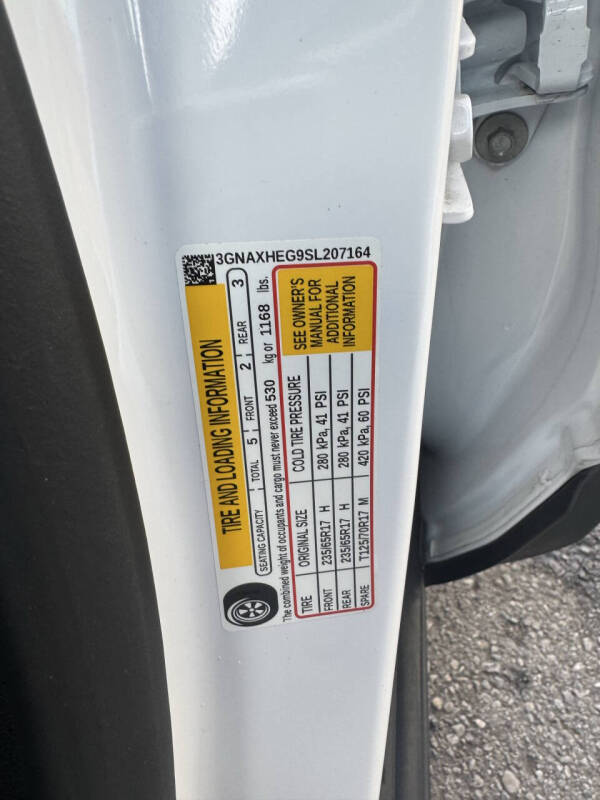 3GNAXHEG9SL207164
TIRE AND LOADING INFORMATION
SEATING CAPACITY TOTAL 5 FRONT 2 REAR 3
The combined weight of occupants and cargo must never exceed 530 kg or 1168 lbs.
TIRE ORIGINAL SIZE COLD TIRE PRESSURE
FRONT 235/65R17 H 280 kPa, 41 PSI
REAR 235/65R17 H 280 kPa, 41 PSI
SPARE T125/70R17 M 420 kPa, 60 PSI
SEE OWNER'S
MANUAL FOR
ADDITIONAL
INFORMATION